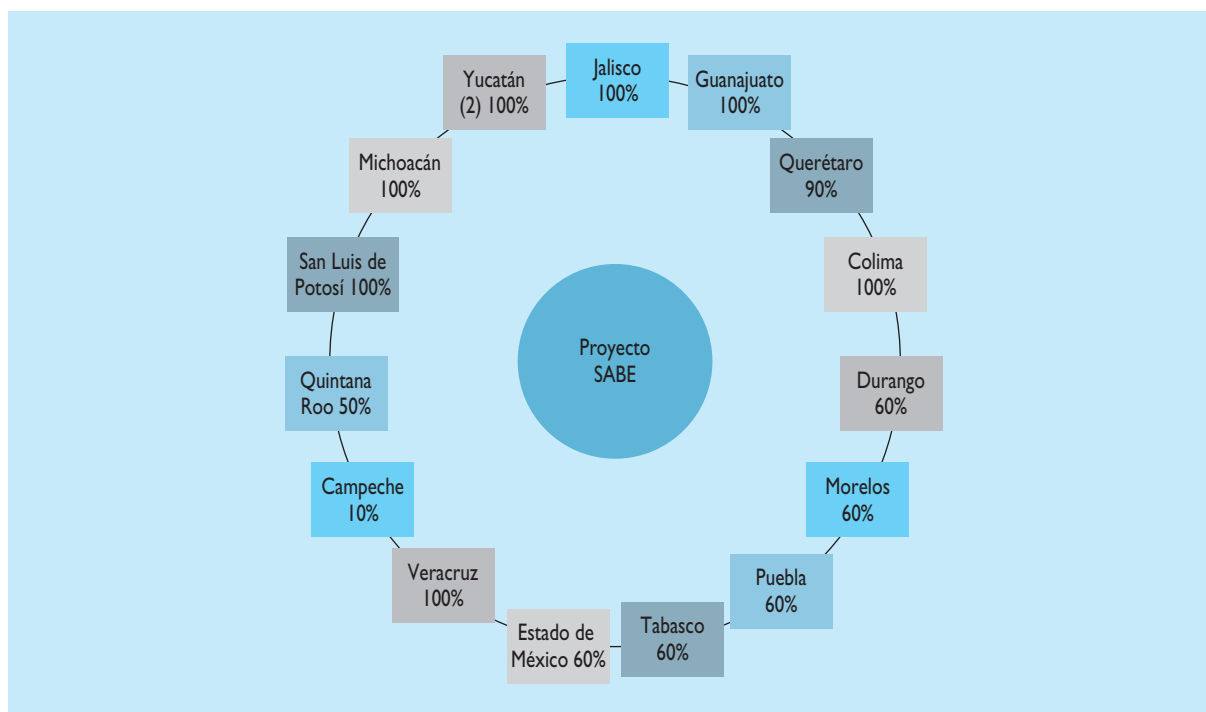 Jalisco
100%
Guanajuato
100%
Querétaro
90%
Colima
100%
Durango
60%
Morelos
60%
Puebla
60%
Tabasco
60%
Estado de
México 60%
Veracruz
100%
Campeche
10%
Quintana
Roo 50%
San Luis de
Potosí 100%
Michoacán
100%
Yucatán
(2) 100%
Proyecto
SABE